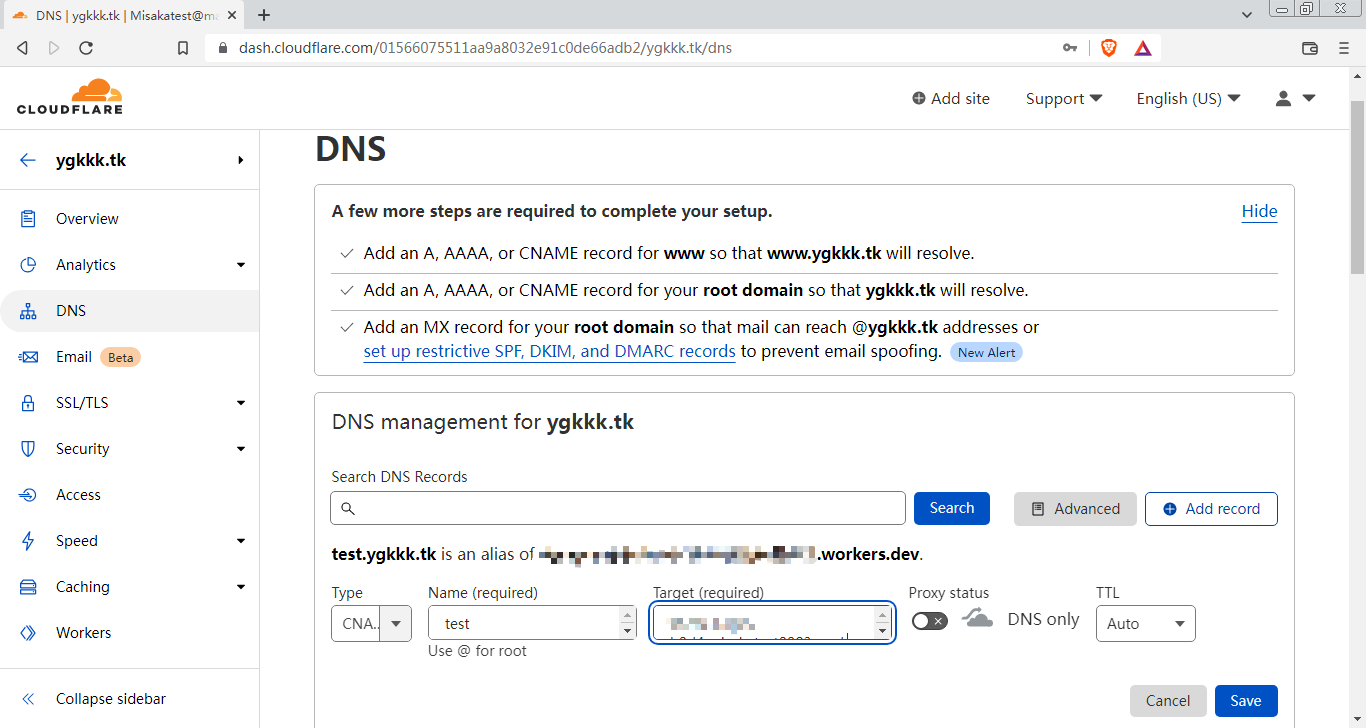 DNS | ygkkk.tk | Misakatest@m
dash.cloudflare.com/01566075511aa9a8032e91c0de66adb2/ygkkk.tk/dns
CLOUDFLARE
Add site
Support
English (US)
ygkkk.tk
Overview
Analytics
DNS
Email Beta
SSL/TLS
Security
Access
Speed
Caching
Workers
Collapse sidebar
DNS
A few more steps are required to complete your setup.
Hide
Add an A, AAAA, or CNAME record for www so that www.ygkkk.tk will resolve.
Add an A, AAAA, or CNAME record for your root domain so that ygkkk.tk will resolve.
Add an MX record for your root domain so that mail can reach @ygkkk.tk addresses or
set up restrictive SPF, DKIM, and DMARC records to prevent email spoofing. New Alert
DNS management for ygkkk.tk
Search DNS Records
Search
Advanced
Add record
test.ygkkk.tk is an alias of .workers.dev.
Type
Name (required)
Target (required)
Proxy status
TTL
CNA..
test
DNS only
Auto
Use @ for root
Cancel
Save